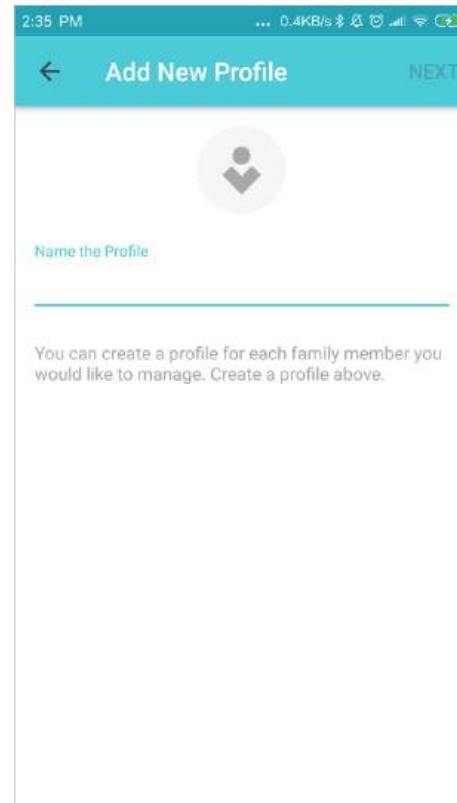 2:35 PM ... 0.4KB/s
Add New Profile NEXT
Name the Profile
You can create a profile for each family member you
would like to manage. Create a profile above.